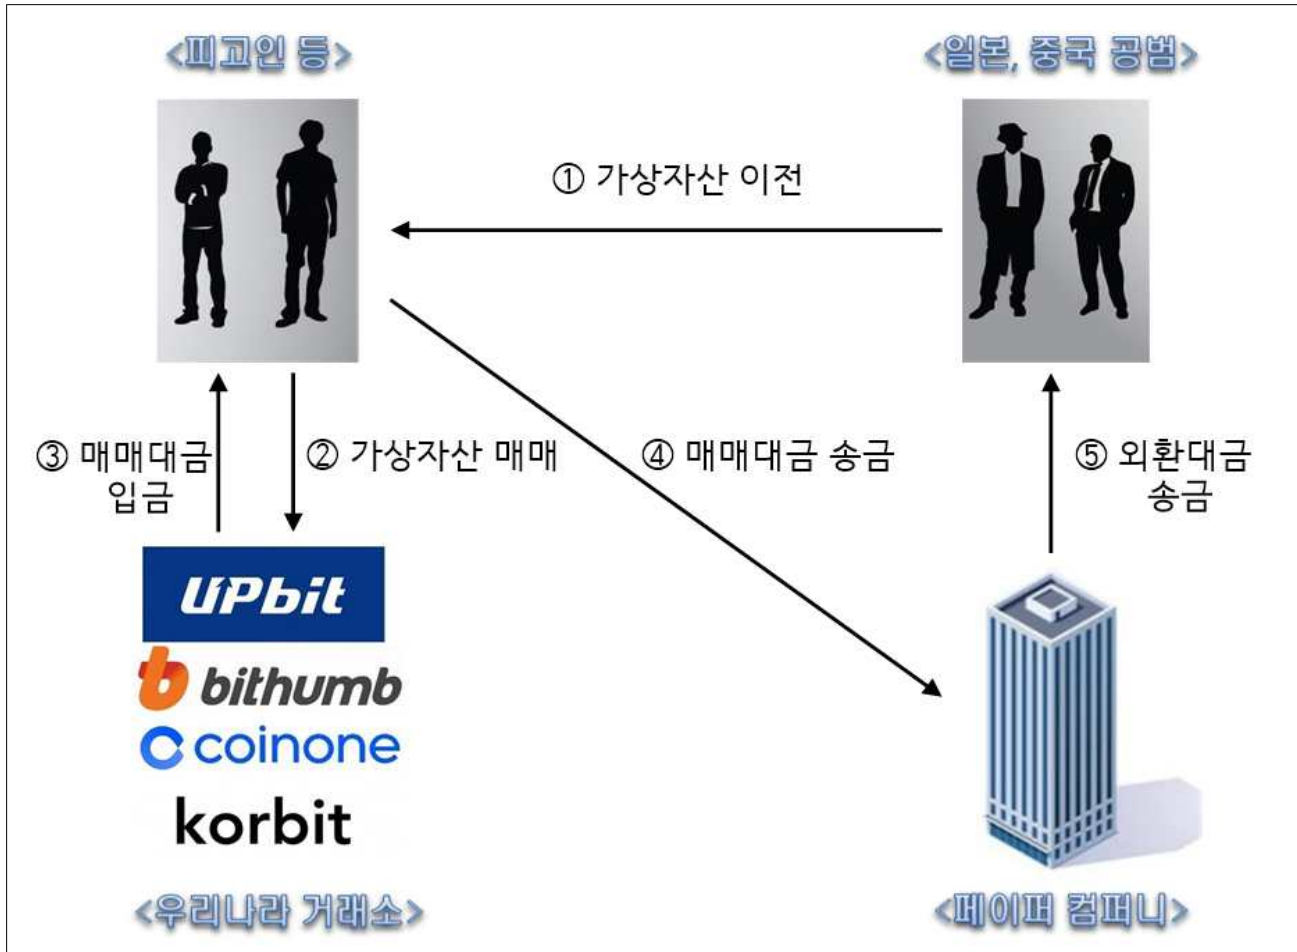 <피고인 등>
<일본, 중국 공범>
① 가상자산 이전
③ 매매대금
입금
② 가상자산 매매
④ 매매대금 송금
⑤ 외환대금
송금
UPbit
bithumb
coinone
korbit
<우리나라 거래소>
<페이퍼 컴퍼니>